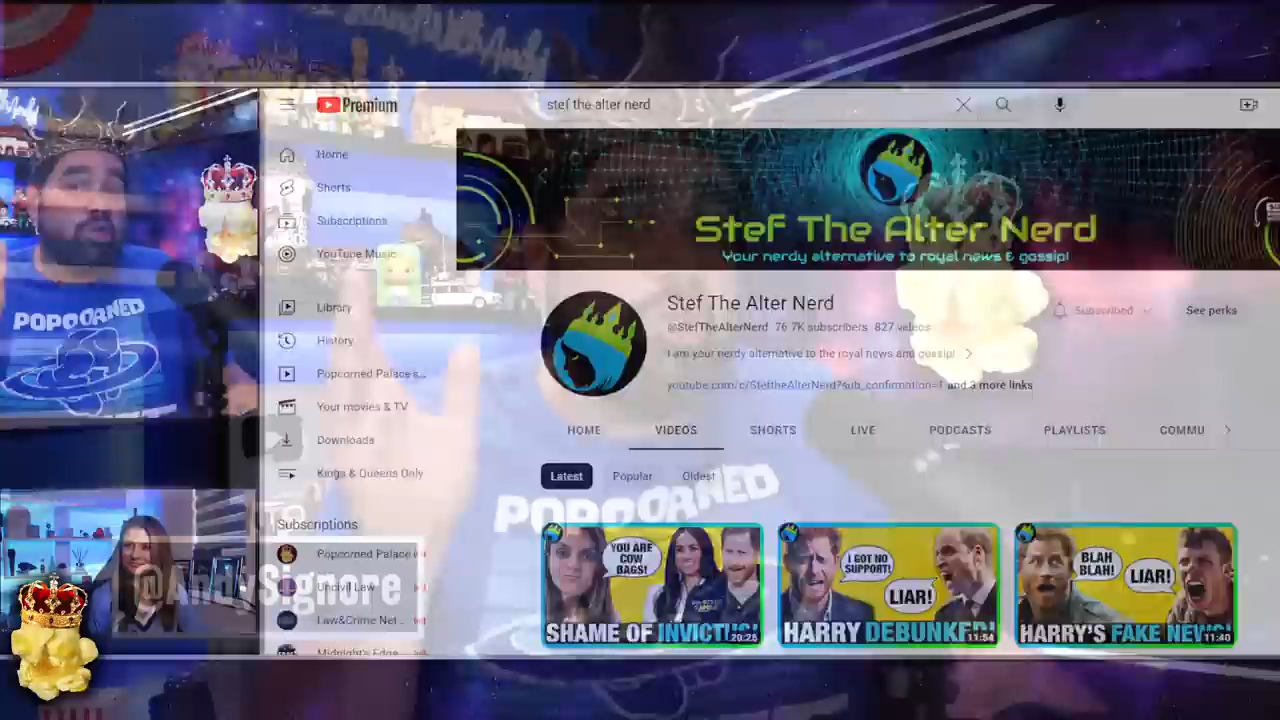 Premium
stef the alter nerd
Home
Shorts
Subscriptions
YouTube Music
Library
History
Popcorned Palace s...
Your movies & TV
Downloads
Kings & Queens Only
Subscriptions
Popcorned Palace
Uncivil Law
Law&Crime Net...
Midnight's Edge
Stef The Alter Nerd
Your nerdy alternative to royal news & gossip!
Stef The Alter Nerd
@StefTheAlterNerd 76.7K subscribers 827 videos
I am your nerdy alternative to the royal news and gossip!
youtube.com/c/SteftheAlterNerd?sub_confirmation=1 and 3 more links
Subscribed
See perks
HOME VIDEOS SHORTS LIVE PODCASTS PLAYLISTS COMMU
Latest Popular Oldest
YOU ARE
COW
BAGS!
SHAME OF INVICTUS!
20:25
I GOT NO
SUPPORT!
LIAR!
HARRY DEBUNKED!
11:54
BLAH
BLAH!
LIAR!
HARRY'S FAKE NEWS!
11:40
POPCORNED
POPCORNED
@AndySignore